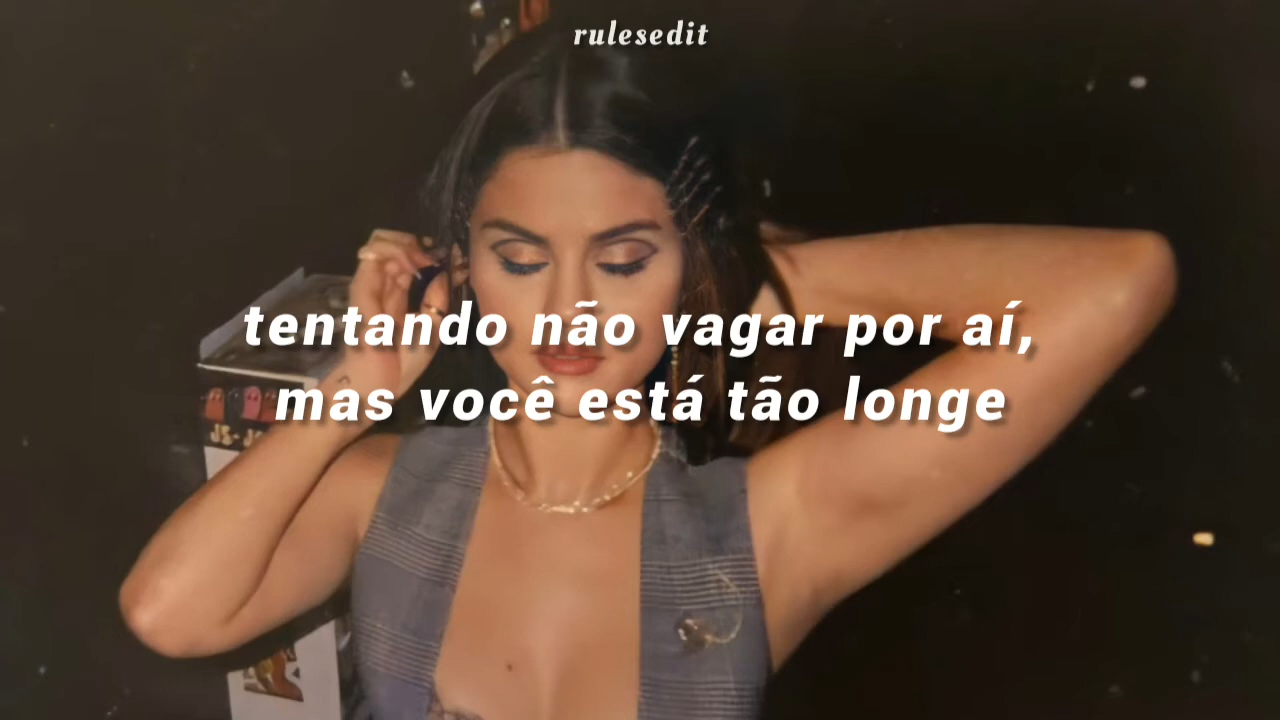 rulesedit
tentando não vagar por aí,
mas você está tão longe